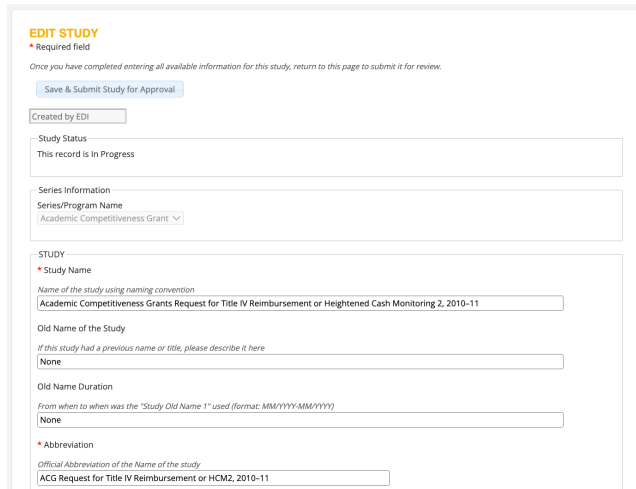 EDIT STUDY
* Required field
Once you have completed entering all available information for this study, return to this page to submit it for review.
Save & Submit Study for Approval
Created by EDI
Study Status
This record is In Progress
Series Information
Series/Program Name
Academic Competitiveness Grant
STUDY
* Study Name
Name of the study using naming convention
Academic Competitiveness Grants Request for Title IV Reimbursement or Heightened Cash Monitoring 2, 2010–11
Old Name of the Study
If this study had a previous name or title, please describe it here
None
Old Name Duration
From when to when was the "Study Old Name 1" used (format: MM/YYYY-MM/YYYY)
None
* Abbreviation
Official Abbreviation of the Name of the study
ACG Request for Title IV Reimbursement or HCM2, 2010–11